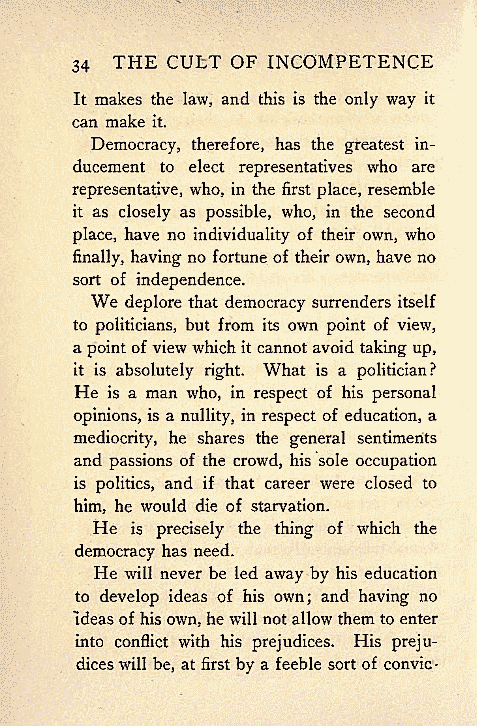 34 THE CULT OF INCOMPETENCE
It makes the law, and this is the only way it
can make it.
Democracy, therefore, has the greatest in-
ducement to elect representatives who are
representative, who, in the first place, resemble
it as closely as possible, who, in the second
place, have no individuality of their own, who
finally, having no fortune of their own, have no
sort of independence.
We deplore that democracy surrenders itself
to politicians, but from its own point of view,
a point of view which it cannot avoid taking up,
it is absolutely right. What is a politician?
He is a man who, in respect of his personal
opinions, is a nullity, in respect of education, a
mediocrity, he shares the general sentiments
and passions of the crowd, his sole occupation
is politics, and if that career were closed to
him, he would die of starvation.
He is precisely the thing of which the
democracy has need.
He will never be led away by his education
to develop ideas of his own; and having no
ideas of his own, he will not allow them to enter
into conflict with his prejudices. His preju-
dices will be, at first by a feeble sort of convic-